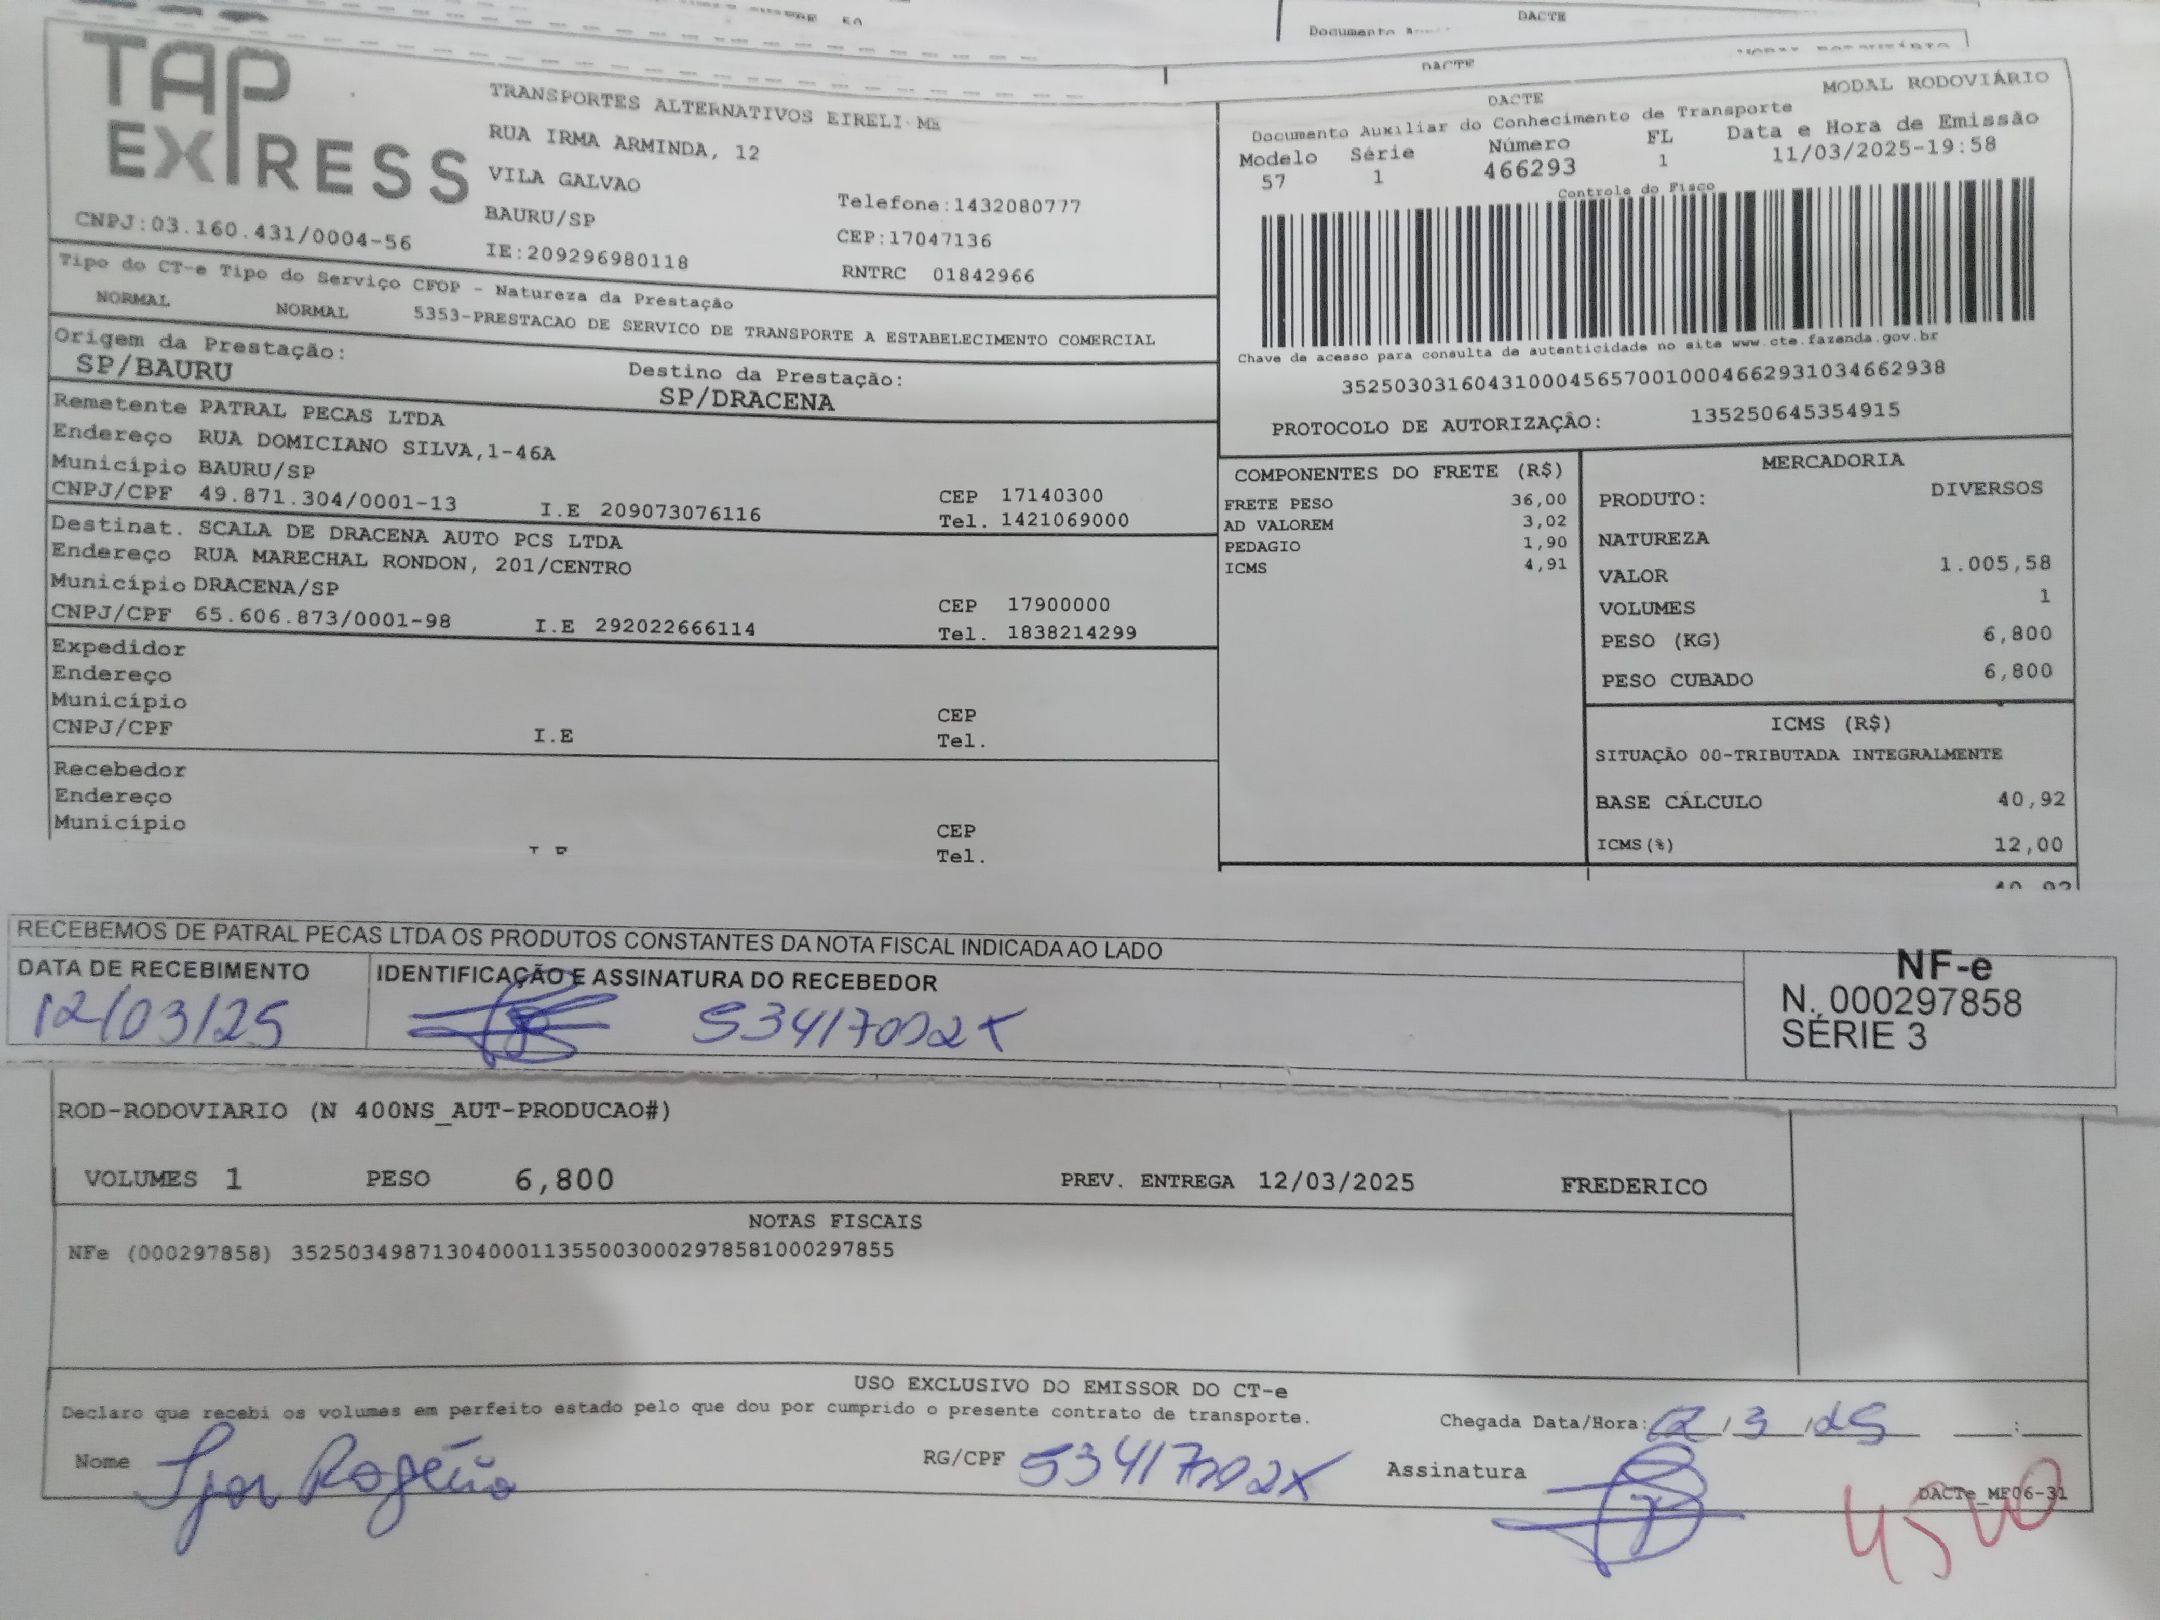 DACTE
DACTE
TAP
EXPRESS
TRANSPORTES ALTERNATIVOS EIRELI-ME
RUA IRMA ARMINDA, 12
VILA GALVAO
BAURU/SP
Telefone:1432080777
CEP:17047136
CNPJ:03.160.431/0004-56
IE:209296980118
RNTRC 01842966
MODAL RODOVIÁRIO
DACTE
Documento Auxiliar do Conhecimento de Transporte
Modelo Série Número FL Data e Hora de Emissão
57 1 466293 1 11/03/2025-19:58
Controle do Fisco
Chave de acesso para consulta de autenticidade no site www.cte.fazenda.gov.br
35250303160431000456570010004662931034662938
PROTOCOLO DE AUTORIZAÇÃO: 135250645354915
Tipo do CT-e Tipo do Serviço CFOP - Natureza da Prestação
NORMAL NORMAL 5353-PRESTACAO DE SERVICO DE TRANSPORTE A ESTABELECIMENTO COMERCIAL
Origem da Prestação: Destino da Prestação:
SP/BAURU SP/DRACENA
Remetente PATRAL PECAS LTDA
Endereço RUA DOMICIANO SILVA,1-46A
Município BAURU/SP CEP 17140300
CNPJ/CPF 49.871.304/0001-13 I.E 209073076116 Tel. 1421069000
Destinat. SCALA DE DRACENA AUTO PCS LTDA
Endereço RUA MARECHAL RONDON, 201/CENTRO
Município DRACENA/SP CEP 17900000
CNPJ/CPF 65.606.873/0001-98 I.E 292022666114 Tel. 1838214299
Expedidor
Endereço
Município CEP
CNPJ/CPF I.E Tel.
Recebedor
Endereço
Município CEP
Tel.
COMPONENTES DO FRETE (R$)
FRETE PESO 36,00
AD VALOREM 3,02
PEDAGIO 1,90
ICMS 4,91
MERCADORIA
PRODUTO: DIVERSOS
NATUREZA
VALOR 1.005,58
VOLUMES 1
PESO (KG) 6,800
PESO CUBADO 6,800
ICMS (R$)
SITUAÇÃO 00-TRIBUTADA INTEGRALMENTE
BASE CÁLCULO 40,92
ICMS(%) 12,00
RECEBEMOS DE PATRAL PECAS LTDA OS PRODUTOS CONSTANTES DA NOTA FISCAL INDICADA AO LADO
DATA DE RECEBIMENTO IDENTIFICAÇÃO E ASSINATURA DO RECEBEDOR
12/03/25 53417092X
NF-e
N. 000297858
SÉRIE 3
ROD-RODOVIARIO (N 400NS_AUT-PRODUCAO#)
VOLUMES 1 PESO 6,800 PREV. ENTREGA 12/03/2025 FREDERICO
NOTAS FISCAIS
NFe (000297858) 35250349871304000113550030002978581000297855
USO EXCLUSIVO DO EMISSOR DO CT-e
Declaro que recebi os volumes em perfeito estado pelo que dou por cumprido o presente contrato de transporte.
Chegada Data/Hora: 12/3/25 :
Nome Igor Rogério RG/CPF 53417092X Assinatura
DACTe_MF06-31